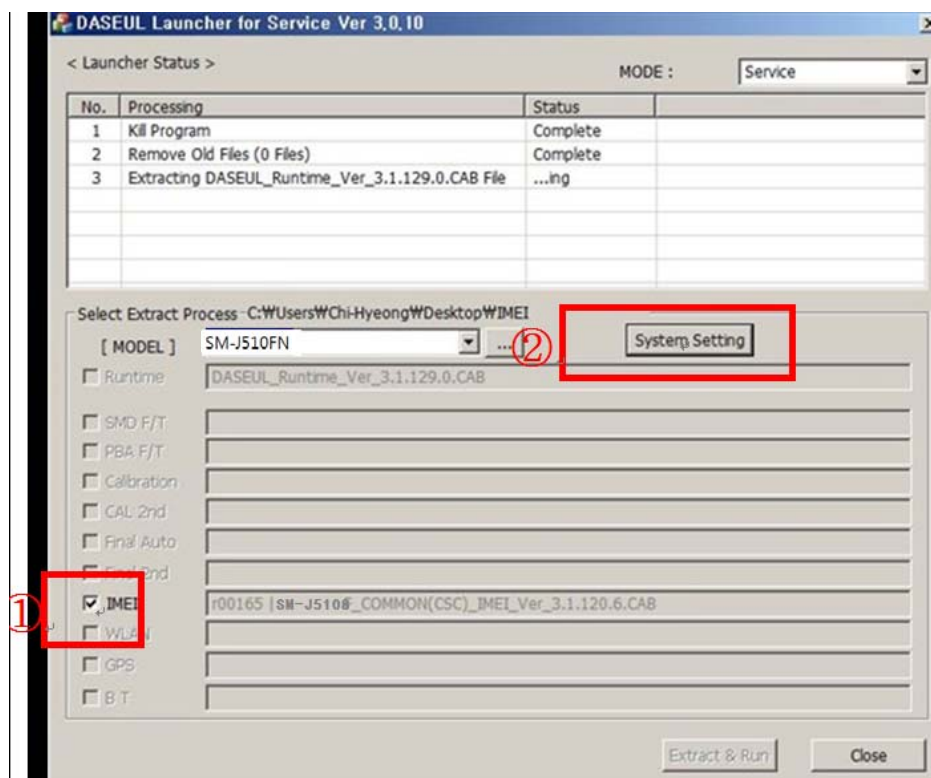 DASEUL Launcher for Service Ver 3,0,10
< Launcher Status >
MODE : Service
No. Processing Status
1 Kill Program Complete
2 Remove Old Files (0 Files) Complete
3 Extracting DASEUL_Runtime_Ver_3.1.129.0.CAB File ...ing
Select Extract Process C:₩Users₩Chi-Hyeong₩Desktop₩IMEI
[ MODEL ] SM-J510FN ... ② System Setting
Runtime DASEUL_Runtime_Ver_3.1.129.0.CAB
SMD F/T
PBA F/T
Calibration
CAL 2nd
Final Auto
Final 2nd
① IMEI r00165 |SM-J5108_COMMON(CSC)_IMEI_Ver_3.1.120.6.CAB
WLAN
GPS
B T
Extract & Run Close